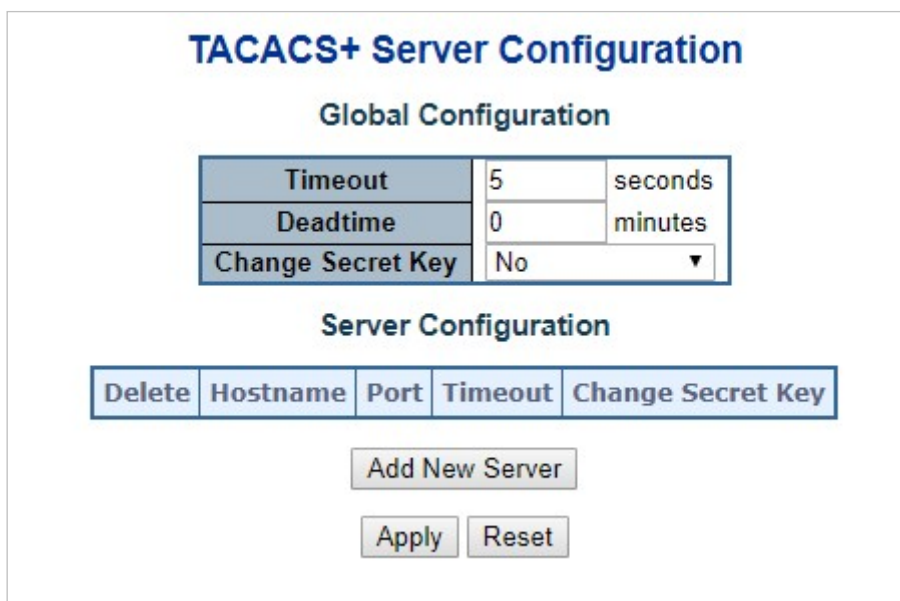 TACACS+ Server Configuration
Global Configuration
Timeout 5 seconds
Deadtime 0 minutes
Change Secret Key No
Server Configuration
Delete Hostname Port Timeout Change Secret Key
Add New Server
Apply Reset